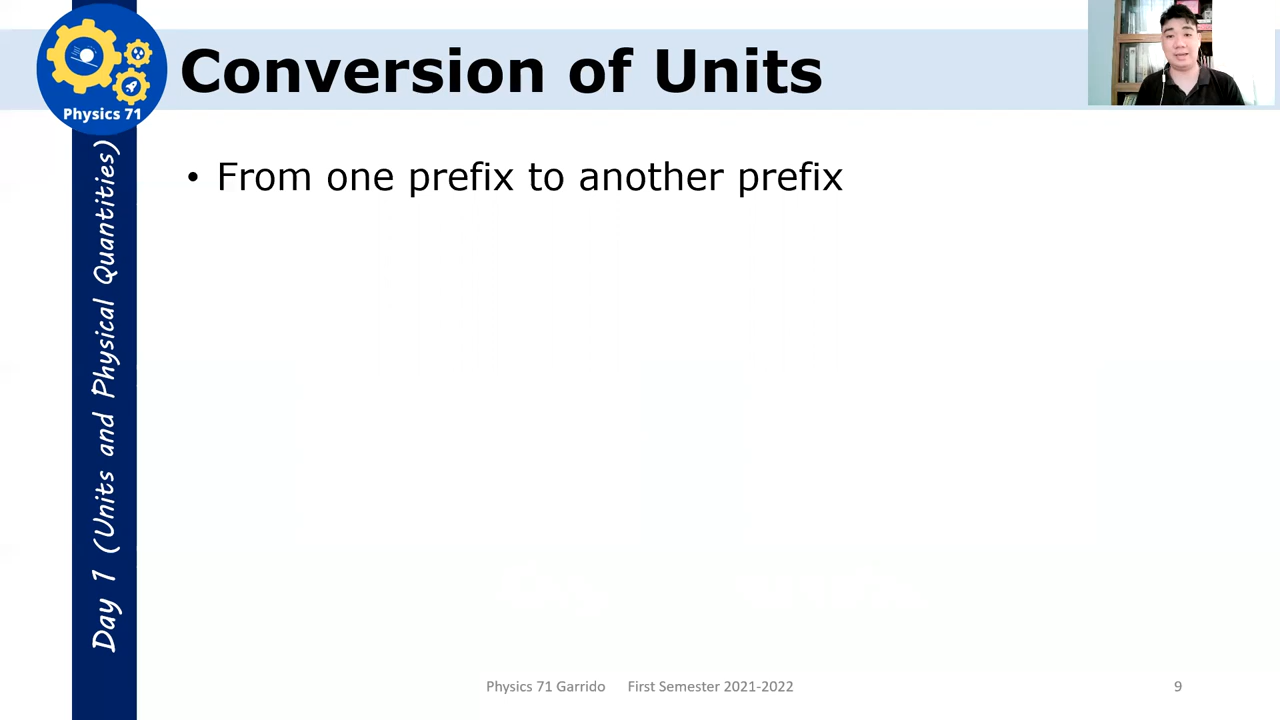 Conversion of Units
Physics 71
Day 1 (Units and Physical Quantities)
• From one prefix to another prefix
Physics 71 Garrido First Semester 2021-2022
9